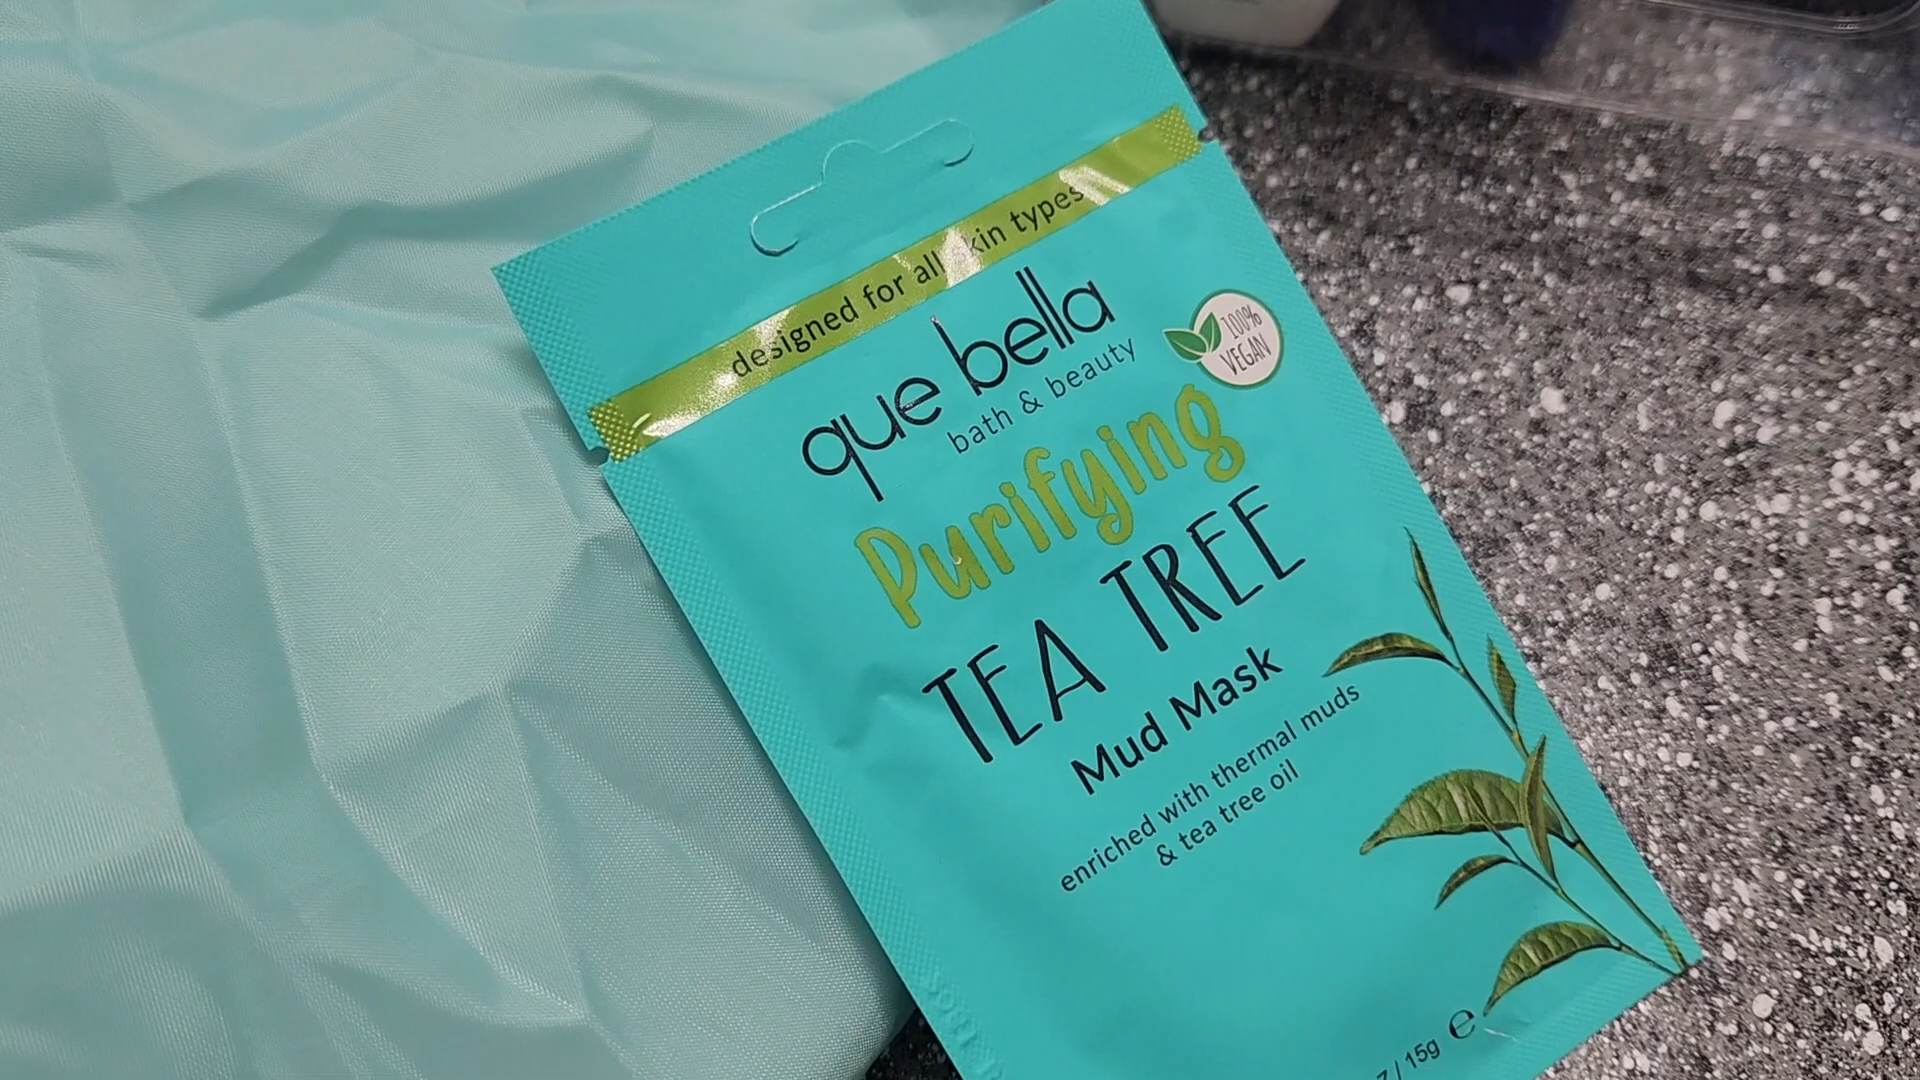 designed for all skin types
que bella
bath & beauty
100%
VEGAN
Purifying
TEA TREE
Mud Mask
enriched with thermal muds
& tea tree oil
/ 15g ℮